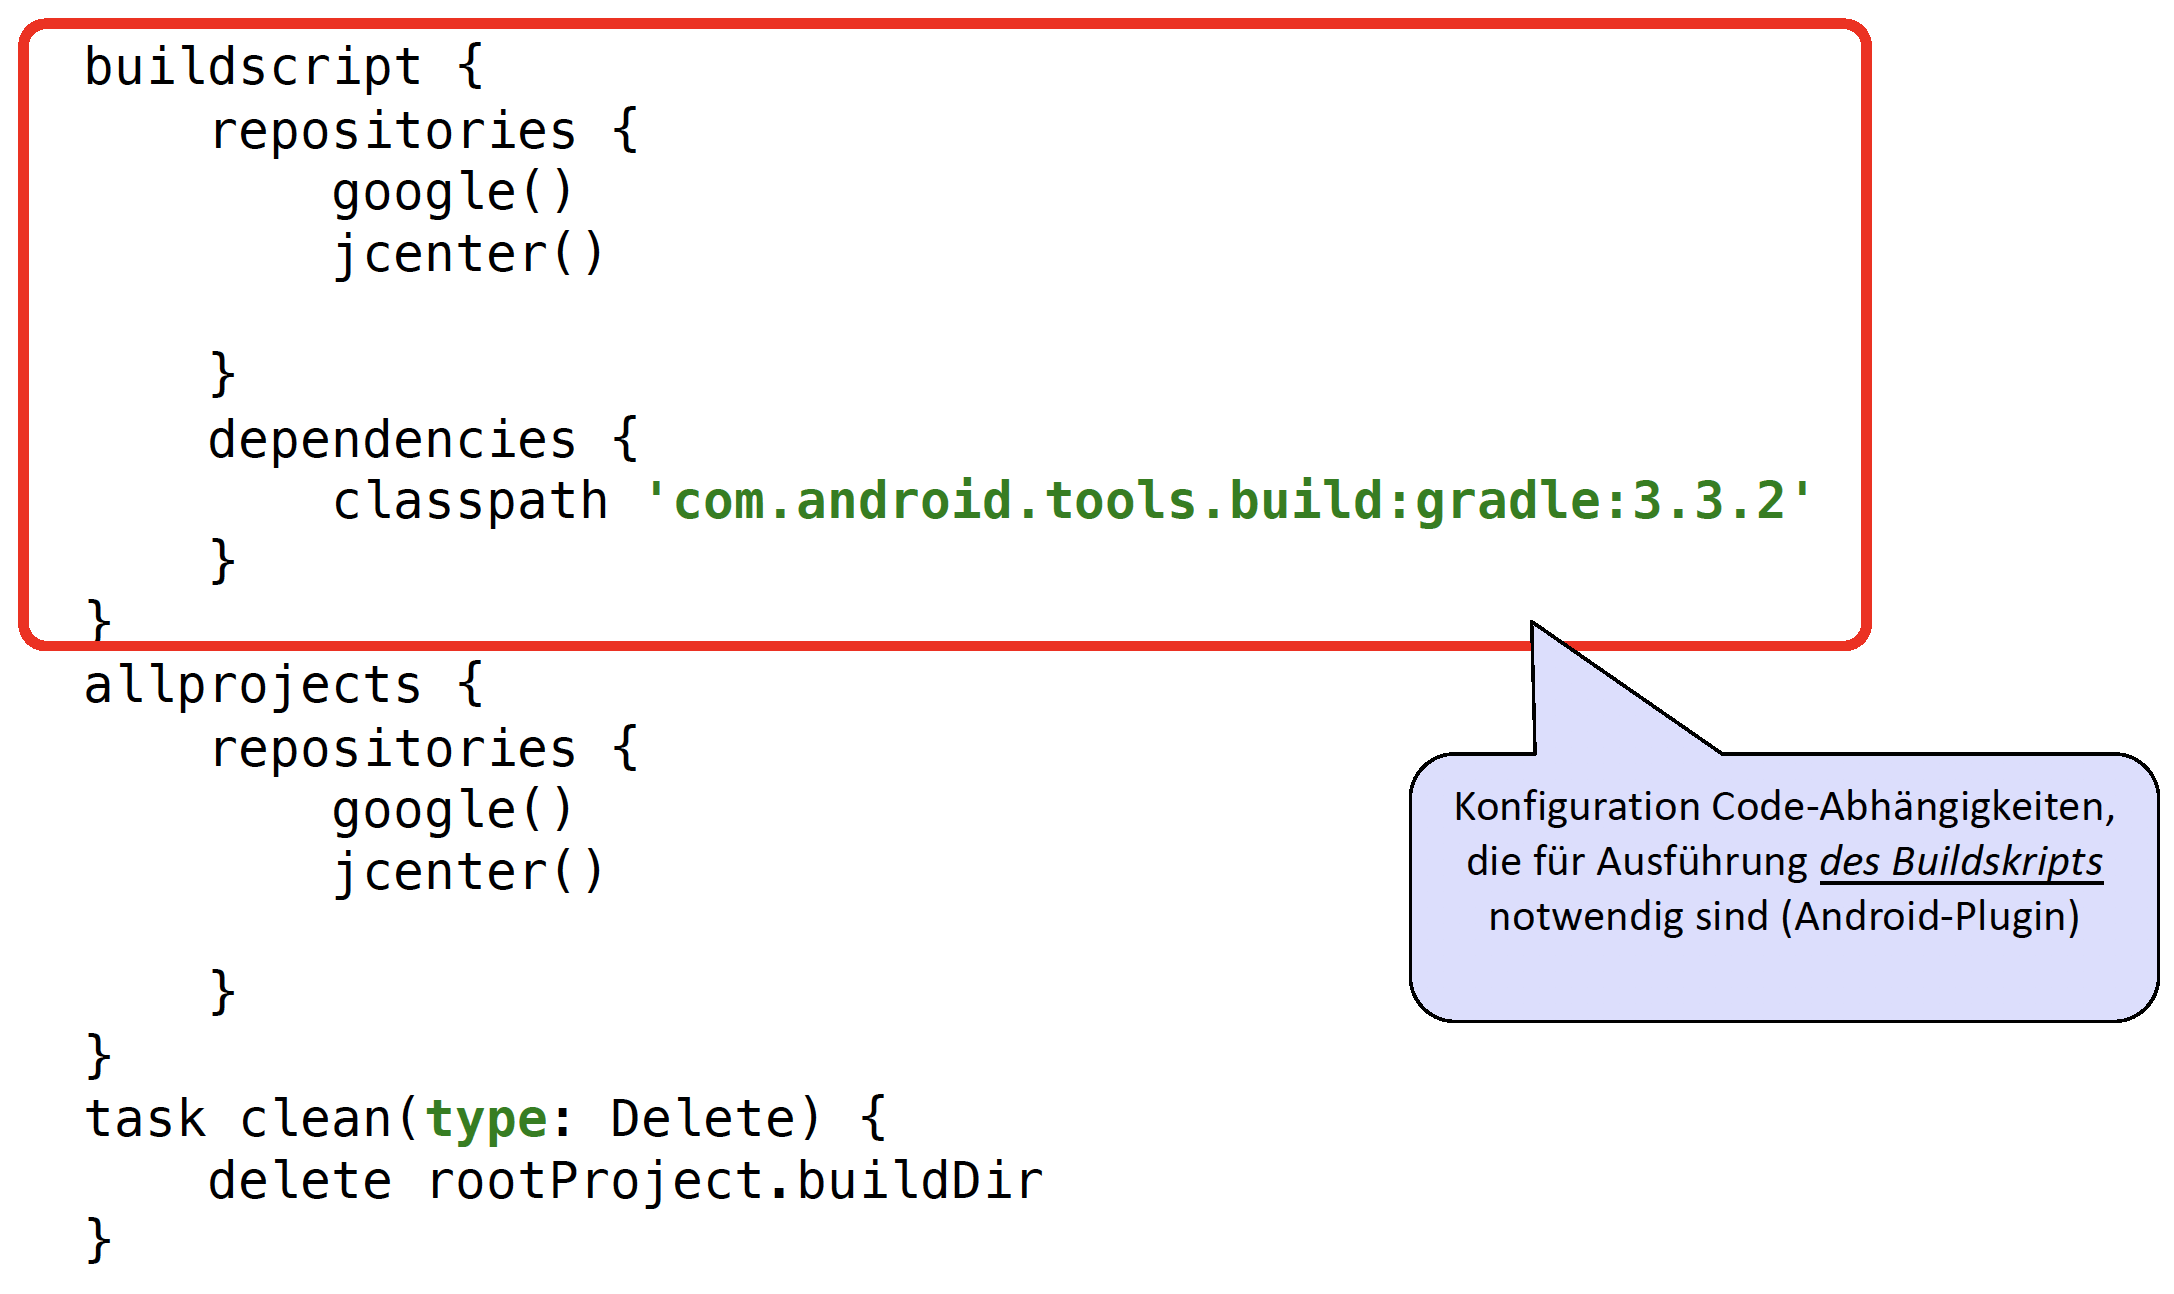 buildscript {
    repositories {
        google()
        jcenter()

    }
    dependencies {
        classpath 'com.android.tools.build:gradle:3.3.2'
    }
}
allprojects {
    repositories {
        google()
        jcenter()

    }
}
task clean(type: Delete) {
    delete rootProject.buildDir
}
Konfiguration Code-Abhängigkeiten,
die für Ausführung des Buildskripts
notwendig sind (Android-Plugin)